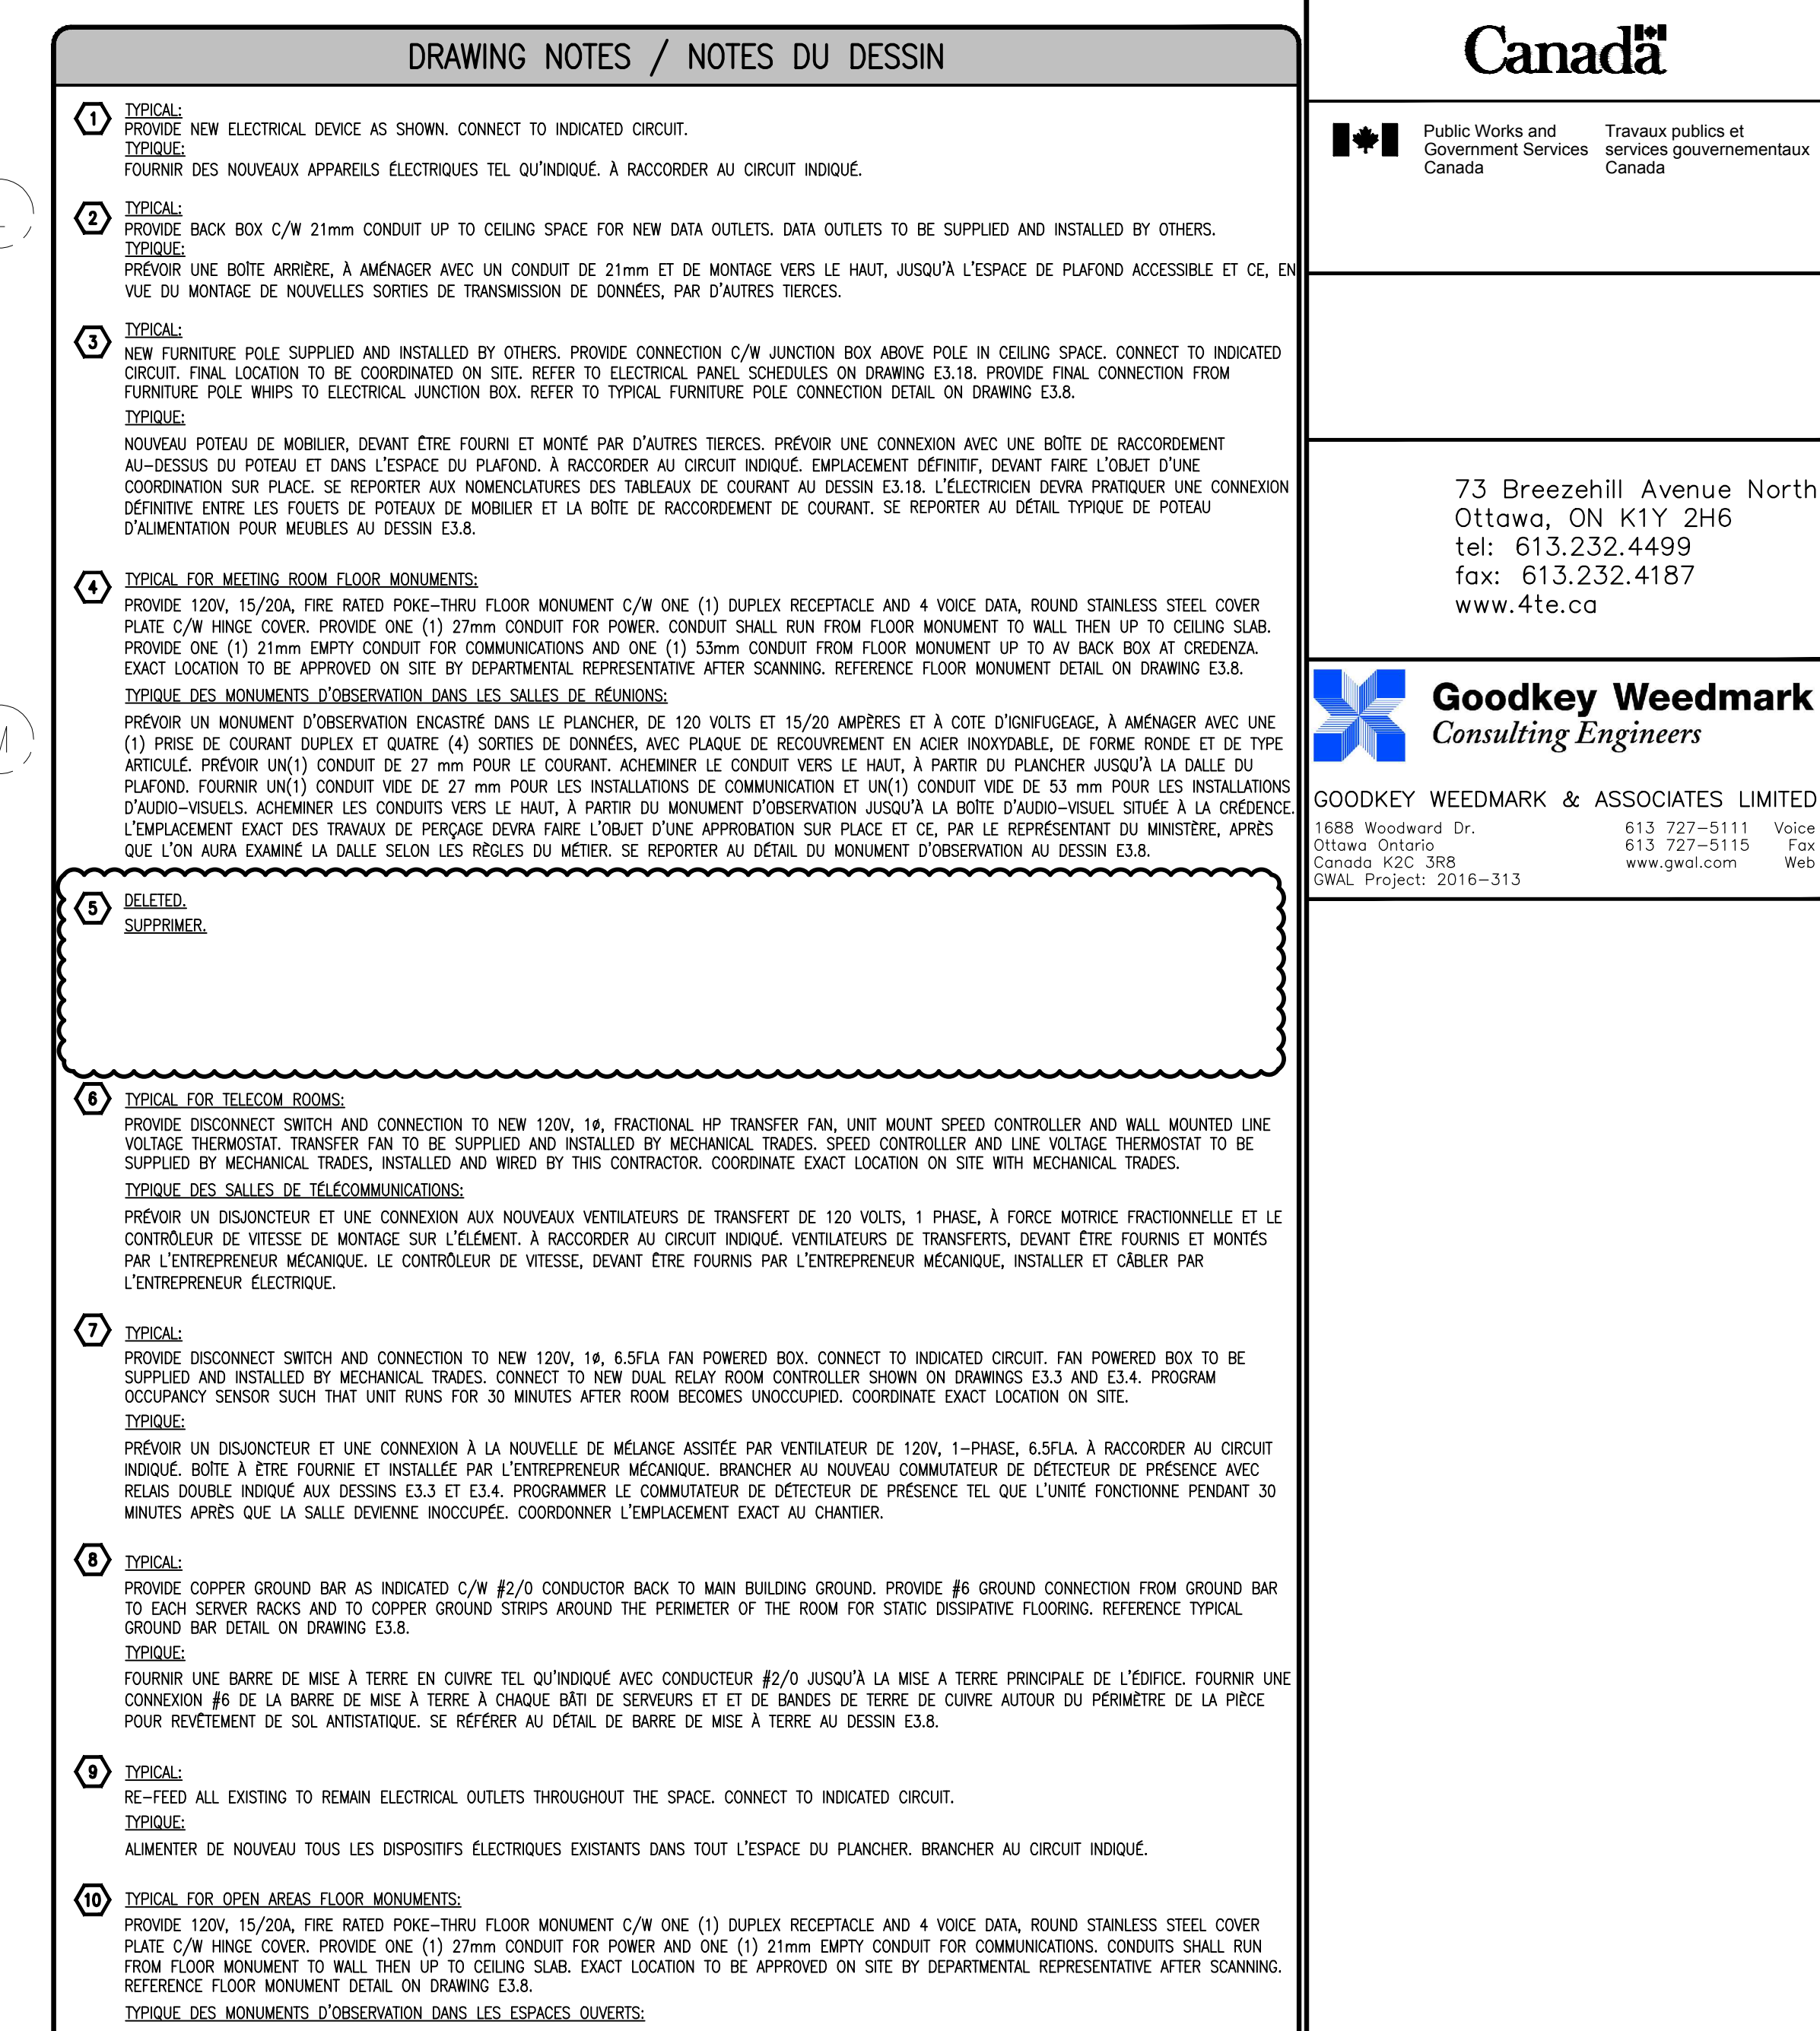 DRAWING NOTES / NOTES DU DESSIN
1
TYPICAL:
PROVIDE NEW ELECTRICAL DEVICE AS SHOWN. CONNECT TO INDICATED CIRCUIT.
TYPIQUE:
FOURNIR DES NOUVEAUX APPAREILS ÉLECTRIQUES TEL QU'INDIQUÉ. À RACCORDER AU CIRCUIT INDIQUÉ.
2
TYPICAL:
PROVIDE BACK BOX C/W 21mm CONDUIT UP TO CEILING SPACE FOR NEW DATA OUTLETS. DATA OUTLETS TO BE SUPPLIED AND INSTALLED BY OTHERS.
TYPIQUE:
PRÉVOIR UNE BOÎTE ARRIÈRE, À AMÉNAGER AVEC UN CONDUIT DE 21mm ET DE MONTAGE VERS LE HAUT, JUSQU'À L'ESPACE DE PLAFOND ACCESSIBLE ET CE, EN
VUE DU MONTAGE DE NOUVELLES SORTIES DE TRANSMISSION DE DONNÉES, PAR D'AUTRES TIERCES.
3
TYPICAL:
NEW FURNITURE POLE SUPPLIED AND INSTALLED BY OTHERS. PROVIDE CONNECTION C/W JUNCTION BOX ABOVE POLE IN CEILING SPACE. CONNECT TO INDICATED
CIRCUIT. FINAL LOCATION TO BE COORDINATED ON SITE. REFER TO ELECTRICAL PANEL SCHEDULES ON DRAWING E3.18. PROVIDE FINAL CONNECTION FROM
FURNITURE POLE WHIPS TO ELECTRICAL JUNCTION BOX. REFER TO TYPICAL FURNITURE POLE CONNECTION DETAIL ON DRAWING E3.8.
TYPIQUE:
NOUVEAU POTEAU DE MOBILIER, DEVANT ÊTRE FOURNI ET MONTÉ PAR D'AUTRES TIERCES. PRÉVOIR UNE CONNEXION AVEC UNE BOÎTE DE RACCORDEMENT
AU-DESSUS DU POTEAU ET DANS L'ESPACE DU PLAFOND. À RACCORDER AU CIRCUIT INDIQUÉ. EMPLACEMENT DÉFINITIF, DEVANT FAIRE L'OBJET D'UNE
COORDINATION SUR PLACE. SE REPORTER AUX NOMENCLATURES DES TABLEAUX DE COURANT AU DESSIN E3.18. L'ÉLECTRICIEN DEVRA PRATIQUER UNE CONNEXION
DÉFINITIVE ENTRE LES FOUETS DE POTEAUX DE MOBILIER ET LA BOÎTE DE RACCORDEMENT DE COURANT. SE REPORTER AU DÉTAIL TYPIQUE DE POTEAU
D'ALIMENTATION POUR MEUBLES AU DESSIN E3.8.
4
TYPICAL FOR MEETING ROOM FLOOR MONUMENTS:
PROVIDE 120V, 15/20A, FIRE RATED POKE-THRU FLOOR MONUMENT C/W ONE (1) DUPLEX RECEPTACLE AND 4 VOICE DATA, ROUND STAINLESS STEEL COVER
PLATE C/W HINGE COVER. PROVIDE ONE (1) 27mm CONDUIT FOR POWER. CONDUIT SHALL RUN FROM FLOOR MONUMENT TO WALL THEN UP TO CEILING SLAB.
PROVIDE ONE (1) 21mm EMPTY CONDUIT FOR COMMUNICATIONS AND ONE (1) 53mm CONDUIT FROM FLOOR MONUMENT UP TO AV BACK BOX AT CREDENZA.
EXACT LOCATION TO BE APPROVED ON SITE BY DEPARTMENTAL REPRESENTATIVE AFTER SCANNING. REFERENCE FLOOR MONUMENT DETAIL ON DRAWING E3.8.
TYPIQUE DES MONUMENTS D'OBSERVATION DANS LES SALLES DE RÉUNIONS:
PRÉVOIR UN MONUMENT D'OBSERVATION ENCASTRÉ DANS LE PLANCHER, DE 120 VOLTS ET 15/20 AMPÈRES ET À COTE D'IGNIFUGEAGE, À AMÉNAGER AVEC UNE
(1) PRISE DE COURANT DUPLEX ET QUATRE (4) SORTIES DE DONNÉES, AVEC PLAQUE DE RECOUVREMENT EN ACIER INOXYDABLE, DE FORME RONDE ET DE TYPE
ARTICULÉ. PRÉVOIR UN(1) CONDUIT DE 27 mm POUR LE COURANT. ACHEMINER LE CONDUIT VERS LE HAUT, À PARTIR DU PLANCHER JUSQU'À LA DALLE DU
PLAFOND. FOURNIR UN(1) CONDUIT VIDE DE 27 mm POUR LES INSTALLATIONS DE COMMUNICATION ET UN(1) CONDUIT VIDE DE 53 mm POUR LES INSTALLATIONS
D'AUDIO-VISUELS. ACHEMINER LES CONDUITS VERS LE HAUT, À PARTIR DU MONUMENT D'OBSERVATION JUSQU'À LA BOÎTE D'AUDIO-VISUEL SITUÉE À LA CRÉDENCE.
L'EMPLACEMENT EXACT DES TRAVAUX DE PERÇAGE DEVRA FAIRE L'OBJET D'UNE APPROBATION SUR PLACE ET CE, PAR LE REPRÉSENTANT DU MINISTÈRE, APRÈS
QUE L'ON AURA EXAMINÉ LA DALLE SELON LES RÈGLES DU MÉTIER. SE REPORTER AU DÉTAIL DU MONUMENT D'OBSERVATION AU DESSIN E3.8.
5
DELETED.
SUPPRIMER.
6
TYPICAL FOR TELECOM ROOMS:
PROVIDE DISCONNECT SWITCH AND CONNECTION TO NEW 120V, 1ø, FRACTIONAL HP TRANSFER FAN, UNIT MOUNT SPEED CONTROLLER AND WALL MOUNTED LINE
VOLTAGE THERMOSTAT. TRANSFER FAN TO BE SUPPLIED AND INSTALLED BY MECHANICAL TRADES. SPEED CONTROLLER AND LINE VOLTAGE THERMOSTAT TO BE
SUPPLIED BY MECHANICAL TRADES, INSTALLED AND WIRED BY THIS CONTRACTOR. COORDINATE EXACT LOCATION ON SITE WITH MECHANICAL TRADES.
TYPIQUE DES SALLES DE TÉLÉCOMMUNICATIONS:
PRÉVOIR UN DISJONCTEUR ET UNE CONNEXION AUX NOUVEAUX VENTILATEURS DE TRANSFERT DE 120 VOLTS, 1 PHASE, À FORCE MOTRICE FRACTIONNELLE ET LE
CONTRÔLEUR DE VITESSE DE MONTAGE SUR L'ÉLÉMENT. À RACCORDER AU CIRCUIT INDIQUÉ. VENTILATEURS DE TRANSFERTS, DEVANT ÊTRE FOURNIS ET MONTÉS
PAR L'ENTREPRENEUR MÉCANIQUE. LE CONTRÔLEUR DE VITESSE, DEVANT ÊTRE FOURNIS PAR L'ENTREPRENEUR MÉCANIQUE, INSTALLER ET CÂBLER PAR
L'ENTREPRENEUR ÉLECTRIQUE.
7
TYPICAL:
PROVIDE DISCONNECT SWITCH AND CONNECTION TO NEW 120V, 1ø, 6.5FLA FAN POWERED BOX. CONNECT TO INDICATED CIRCUIT. FAN POWERED BOX TO BE
SUPPLIED AND INSTALLED BY MECHANICAL TRADES. CONNECT TO NEW DUAL RELAY ROOM CONTROLLER SHOWN ON DRAWINGS E3.3 AND E3.4. PROGRAM
OCCUPANCY SENSOR SUCH THAT UNIT RUNS FOR 30 MINUTES AFTER ROOM BECOMES UNOCCUPIED. COORDINATE EXACT LOCATION ON SITE.
TYPIQUE:
PRÉVOIR UN DISJONCTEUR ET UNE CONNEXION À LA NOUVELLE DE MÉLANGE ASSITÉE PAR VENTILATEUR DE 120V, 1-PHASE, 6.5FLA. À RACCORDER AU CIRCUIT
INDIQUÉ. BOÎTE À ÈTRE FOURNIE ET INSTALLÉE PAR L'ENTREPRENEUR MÉCANIQUE. BRANCHER AU NOUVEAU COMMUTATEUR DE DÉTECTEUR DE PRÉSENCE AVEC
RELAIS DOUBLE INDIQUÉ AUX DESSINS E3.3 ET E3.4. PROGRAMMER LE COMMUTATEUR DE DÉTECTEUR DE PRÉSENCE TEL QUE L'UNITÉ FONCTIONNE PENDANT 30
MINUTES APRÈS QUE LA SALLE DEVIENNE INOCCUPÉE. COORDONNER L'EMPLACEMENT EXACT AU CHANTIER.
8
TYPICAL:
PROVIDE COPPER GROUND BAR AS INDICATED C/W #2/0 CONDUCTOR BACK TO MAIN BUILDING GROUND. PROVIDE #6 GROUND CONNECTION FROM GROUND BAR
TO EACH SERVER RACKS AND TO COPPER GROUND STRIPS AROUND THE PERIMETER OF THE ROOM FOR STATIC DISSIPATIVE FLOORING. REFERENCE TYPICAL
GROUND BAR DETAIL ON DRAWING E3.8.
TYPIQUE:
FOURNIR UNE BARRE DE MISE À TERRE EN CUIVRE TEL QU'INDIQUÉ AVEC CONDUCTEUR #2/0 JUSQU'À LA MISE A TERRE PRINCIPALE DE L'ÉDIFICE. FOURNIR UNE
CONNEXION #6 DE LA BARRE DE MISE À TERRE À CHAQUE BÂTI DE SERVEURS ET ET DE BANDES DE TERRE DE CUIVRE AUTOUR DU PÉRIMÈTRE DE LA PIÈCE
POUR REVÊTEMENT DE SOL ANTISTATIQUE. SE RÉFÉRER AU DÉTAIL DE BARRE DE MISE À TERRE AU DESSIN E3.8.
9
TYPICAL:
RE-FEED ALL EXISTING TO REMAIN ELECTRICAL OUTLETS THROUGHOUT THE SPACE. CONNECT TO INDICATED CIRCUIT.
TYPIQUE:
ALIMENTER DE NOUVEAU TOUS LES DISPOSITIFS ÉLECTRIQUES EXISTANTS DANS TOUT L'ESPACE DU PLANCHER. BRANCHER AU CIRCUIT INDIQUÉ.
10
TYPICAL FOR OPEN AREAS FLOOR MONUMENTS:
PROVIDE 120V, 15/20A, FIRE RATED POKE-THRU FLOOR MONUMENT C/W ONE (1) DUPLEX RECEPTACLE AND 4 VOICE DATA, ROUND STAINLESS STEEL COVER
PLATE C/W HINGE COVER. PROVIDE ONE (1) 27mm CONDUIT FOR POWER AND ONE (1) 21mm EMPTY CONDUIT FOR COMMUNICATIONS. CONDUITS SHALL RUN
FROM FLOOR MONUMENT TO WALL THEN UP TO CEILING SLAB. EXACT LOCATION TO BE APPROVED ON SITE BY DEPARTMENTAL REPRESENTATIVE AFTER SCANNING.
REFERENCE FLOOR MONUMENT DETAIL ON DRAWING E3.8.
TYPIQUE DES MONUMENTS D'OBSERVATION DANS LES ESPACES OUVERTS:
Canada
Public Works and
Government Services
Canada
Travaux publics et
services gouvernementaux
Canada
73 Breezehill Avenue North
Ottawa, ON K1Y 2H6
tel: 613.232.4499
fax: 613.232.4187
www.4te.ca
Goodkey Weedmark
Consulting Engineers
GOODKEY WEEDMARK & ASSOCIATES LIMITED
1688 Woodward Dr. 613 727-5111 Voice
Ottawa Ontario 613 727-5115 Fax
Canada K2C 3R8 www.gwal.com Web
GWAL Project: 2016-313